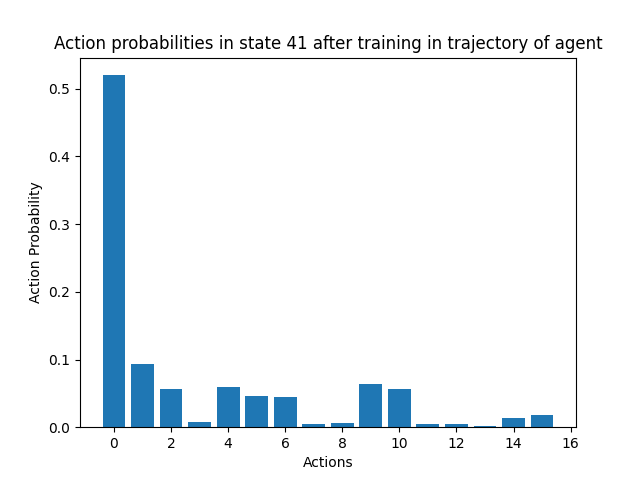 Action probabilities in state 41 after training in trajectory of agent
0.5
0.4
0.3
0.2
0.1
0.0
Action Probability
0 2 4 6 8 10 12 14 16
Actions